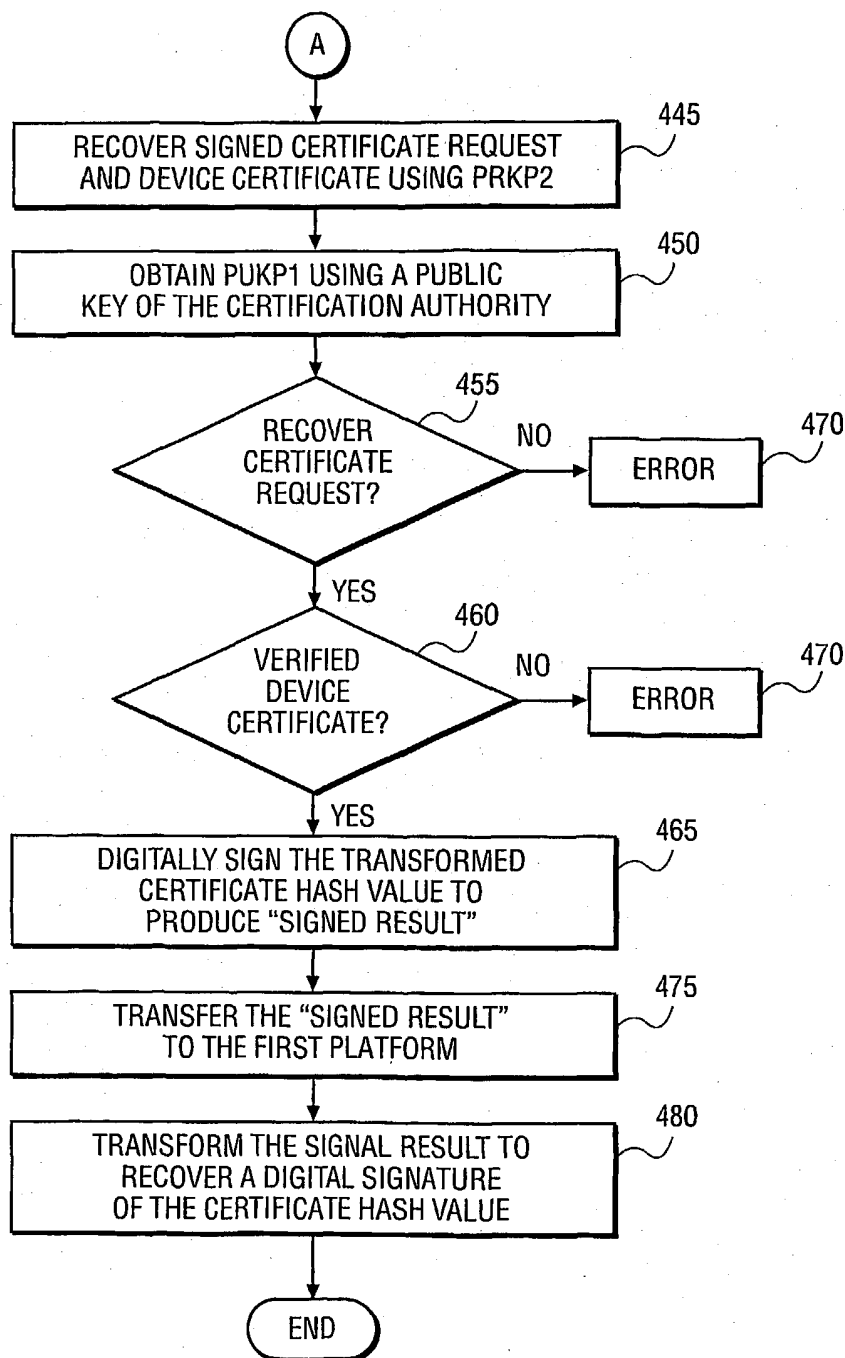 A
RECOVER SIGNED CERTIFICATE REQUEST
AND DEVICE CERTIFICATE USING PRKP2
445
OBTAIN PUKP1 USING A PUBLIC
KEY OF THE CERTIFICATION AUTHORITY
450
RECOVER
CERTIFICATE
REQUEST?
455
NO
ERROR
470
YES
VERIFIED
DEVICE
CERTIFICATE?
460
NO
ERROR
470
YES
DIGITALLY SIGN THE TRANSFORMED
CERTIFICATE HASH VALUE TO
PRODUCE “SIGNED RESULT”
465
TRANSFER THE “SIGNED RESULT”
TO THE FIRST PLATFORM
475
TRANSFORM THE SIGNAL RESULT TO
RECOVER A DIGITAL SIGNATURE
OF THE CERTIFICATE HASH VALUE
480
END